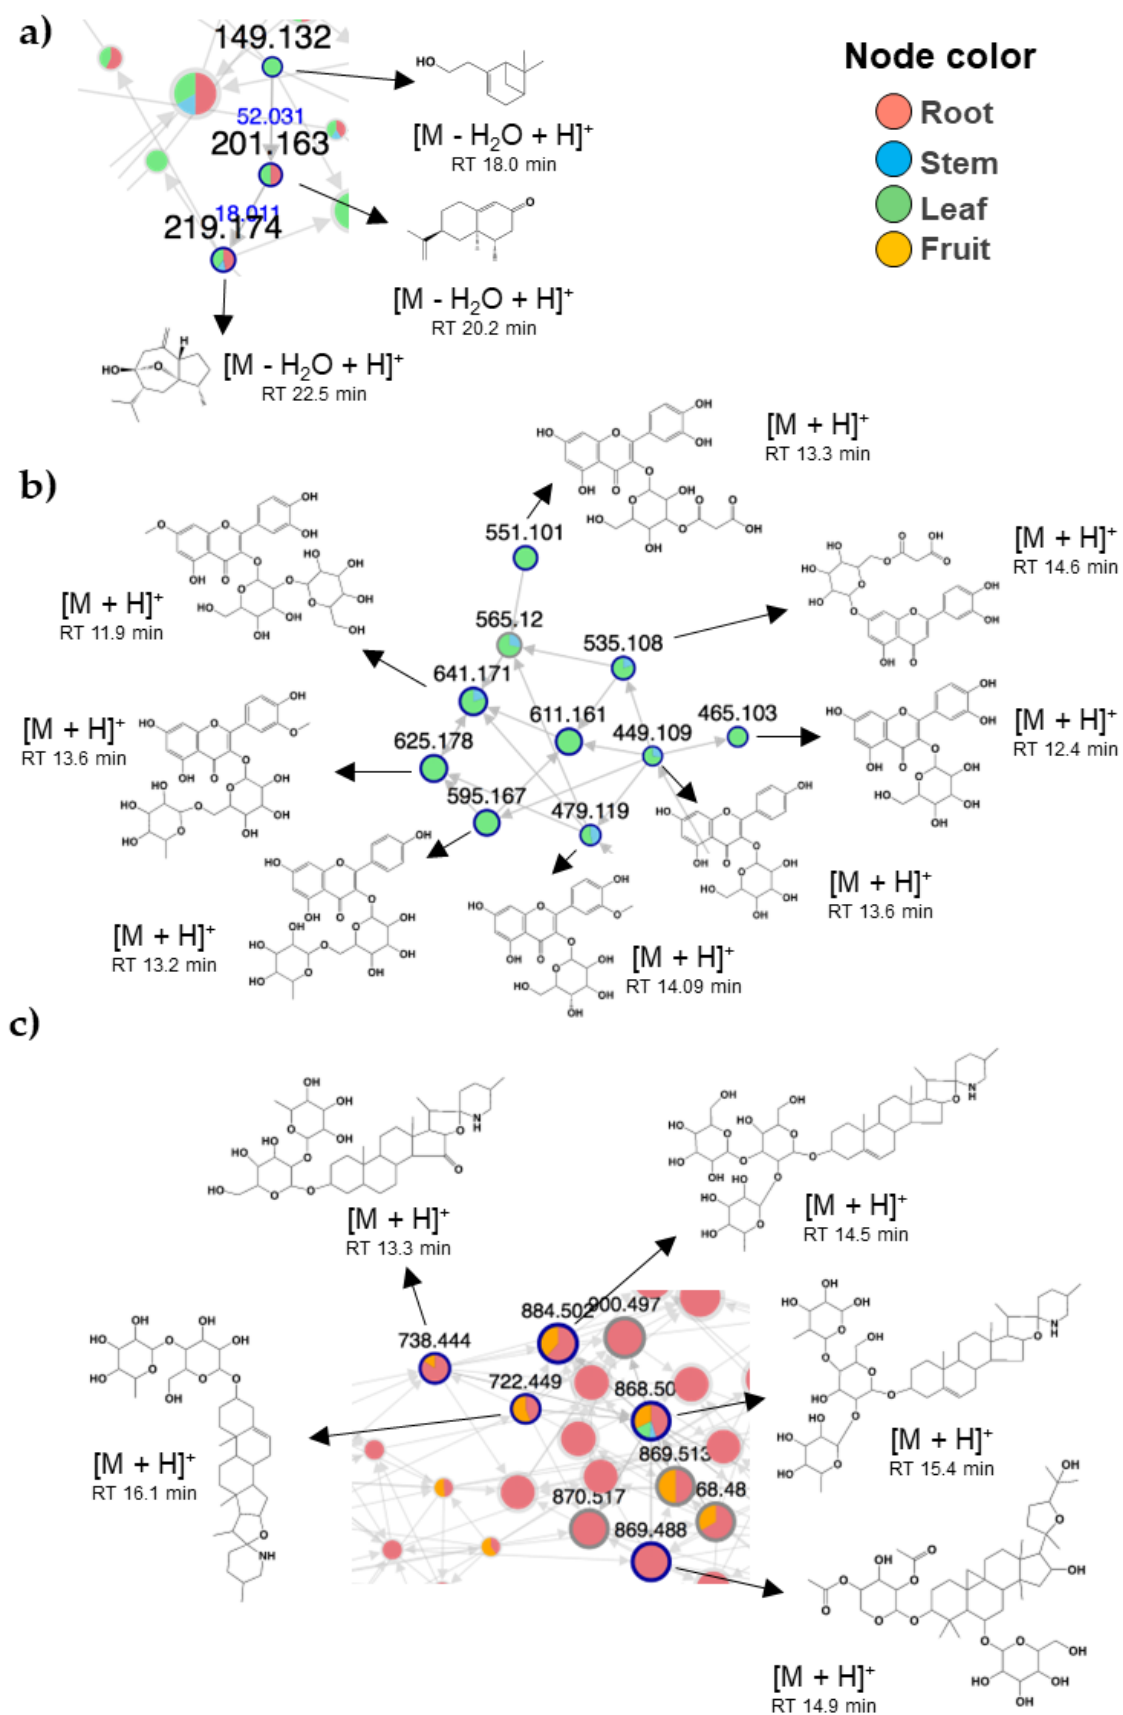 a)
149.132
52.031
201.163
18.011
219.174
HO
[M - H2O + H]+
RT 18.0 min
O
[M - H2O + H]+
RT 20.2 min
HO
O
H
[M - H2O + H]+
RT 22.5 min
Node color
Root
Stem
Leaf
Fruit
b)
551.101
565.12
535.108
641.171
611.161
449.109
465.103
625.178
595.167
479.119
[M + H]+
RT 13.3 min
[M + H]+
RT 14.6 min
[M + H]+
RT 11.9 min
[M + H]+
RT 13.6 min
[M + H]+
RT 12.4 min
[M + H]+
RT 13.6 min
[M + H]+
RT 13.2 min
[M + H]+
RT 14.09 min
c)
[M + H]+
RT 13.3 min
[M + H]+
RT 14.5 min
884.502
900.497
738.444
722.449
868.50
869.513
870.517
68.48
869.488
[M + H]+
RT 16.1 min
[M + H]+
RT 15.4 min
[M + H]+
RT 14.9 min